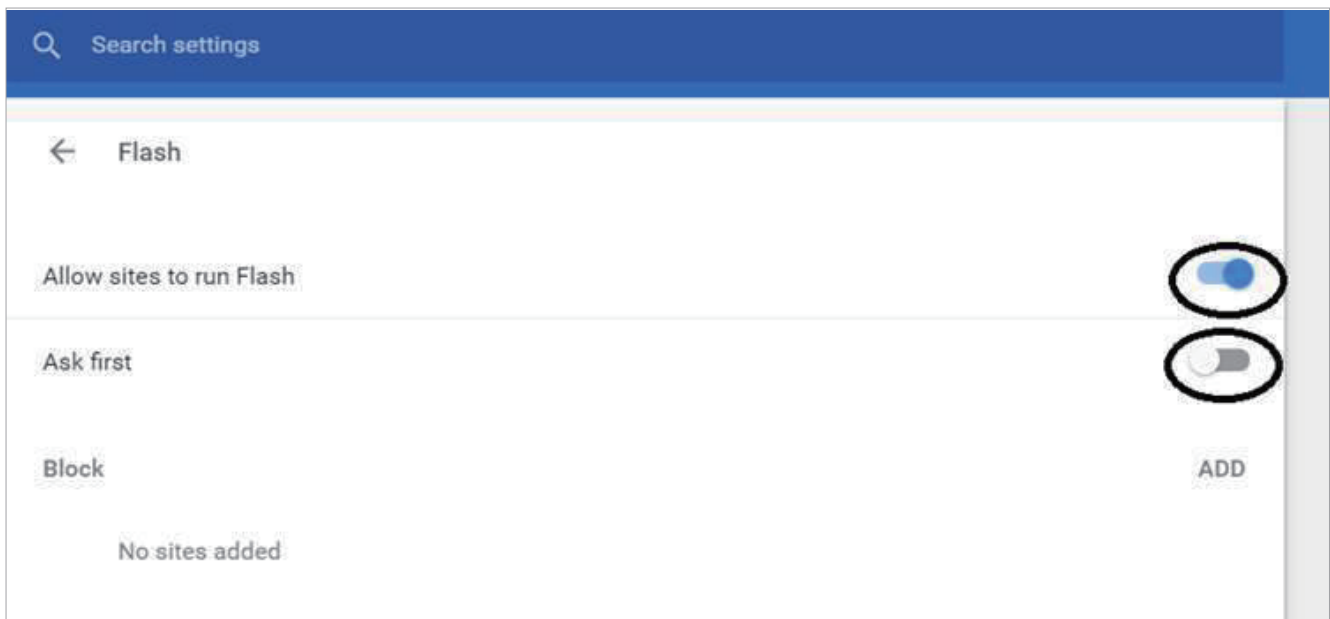 Search settings
Flash
Allow sites to run Flash
Ask first
Block ADD
No sites added